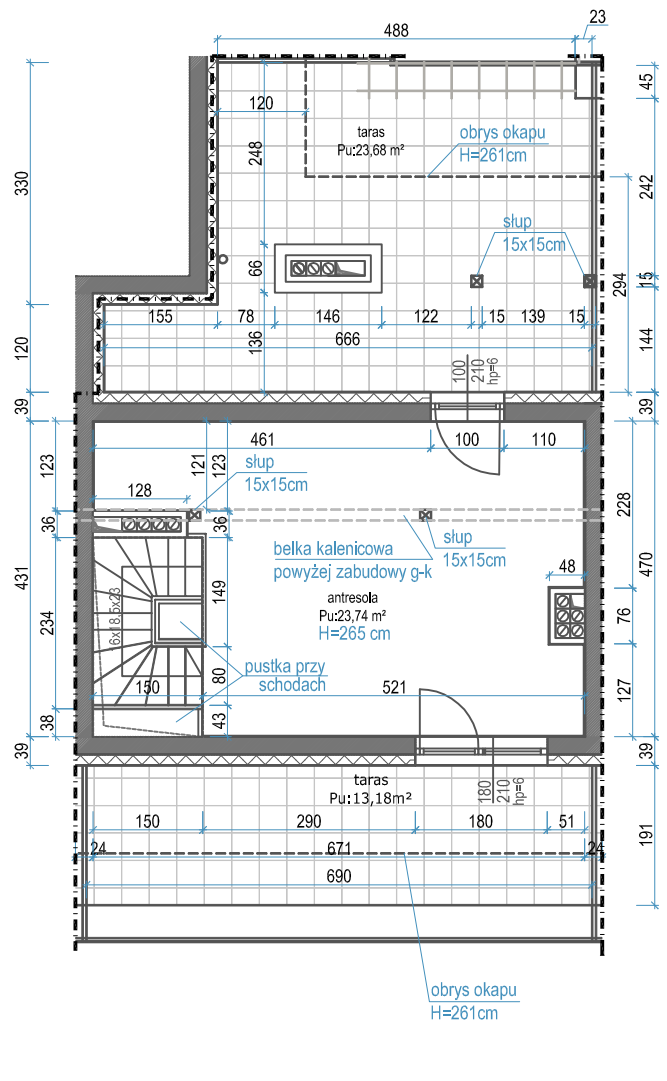 488
23
45
120
taras
Pu:23,68 m²
obrys okapu
H=261cm
248
330
242
słup
15x15cm
66
294
15
155
78
146
122
15
139
15
136
666
120
144
100
210
hp=6
39
39
461
100
110
123
121
123
słup
15x15cm
128
228
36
36
belka kalenicowa
powyżej zabudowy g-k
słup
15x15cm
431
470
48
149
antresola
Pu:23,74 m²
H=265 cm
76
234
pustka przy
schodach
80
150
521
127
38
43
39
39
taras
Pu:13,18m²
180
210
hp=6
150
290
180
51
191
24
671
24
690
obrys okapu
H=261cm